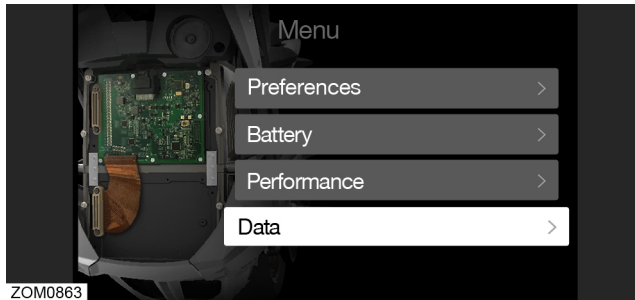 Menu
Preferences
Battery
Performance
Data
ZOM0863